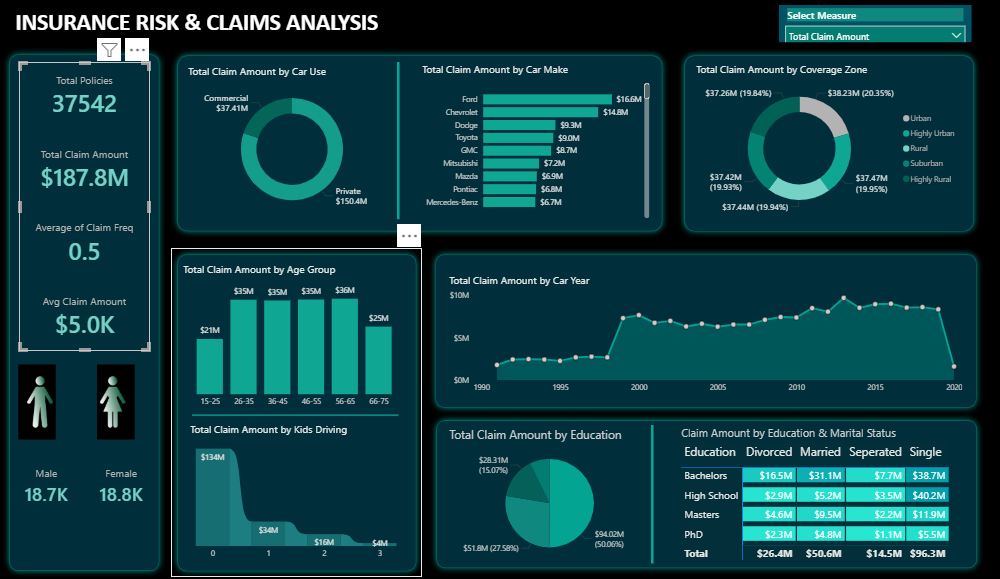 INSURANCE RISK & CLAIMS ANALYSIS
Select Measure
Total Claim Amount
Total Policies
37542
Total Claim Amount
$187.8M
Average of Claim Freq
0.5
Avg Claim Amount
$5.0K
Male
Female
18.7K
18.8K
Total Claim Amount by Car Use
Commercial
$37.41M
Private
$150.4M
Total Claim Amount by Car Make
Ford $16.6M
Chevrolet $14.8M
Dodge $9.3M
Toyota $9.0M
GMC $8.7M
Mitsubishi $7.2M
Mazda $6.9M
Pontiac $6.8M
Mercedes-Benz $6.7M
Total Claim Amount by Coverage Zone
$37.26M (19.84%)
$38.23M (20.35%)
$37.42M
(19.93%)
$37.47M
(19.95%)
$37.44M (19.94%)
Urban
Highly Urban
Rural
Suburban
Highly Rural
Total Claim Amount by Age Group
$21M $35M $35M $35M $36M $25M
15-25 26-35 36-45 46-55 56-65 66-75
Total Claim Amount by Kids Driving
$134M
$34M
$16M
$4M
0 1 2 3
Total Claim Amount by Car Year
$10M
$5M
$0M
1990 1995 2000 2005 2010 2015 2020
Total Claim Amount by Education
$28.31M
(15.07%)
$94.02M
(50.06%)
$51.8M (27.58%)
Claim Amount by Education & Marital Status
Education Divorced Married Seperated Single
Bachelors $16.5M $31.1M $7.7M $38.7M
High School $2.9M $5.2M $3.5M $40.2M
Masters $4.6M $9.5M $2.2M $11.9M
PhD $2.3M $4.8M $1.1M $5.5M
Total $26.4M $50.6M $14.5M $96.3M